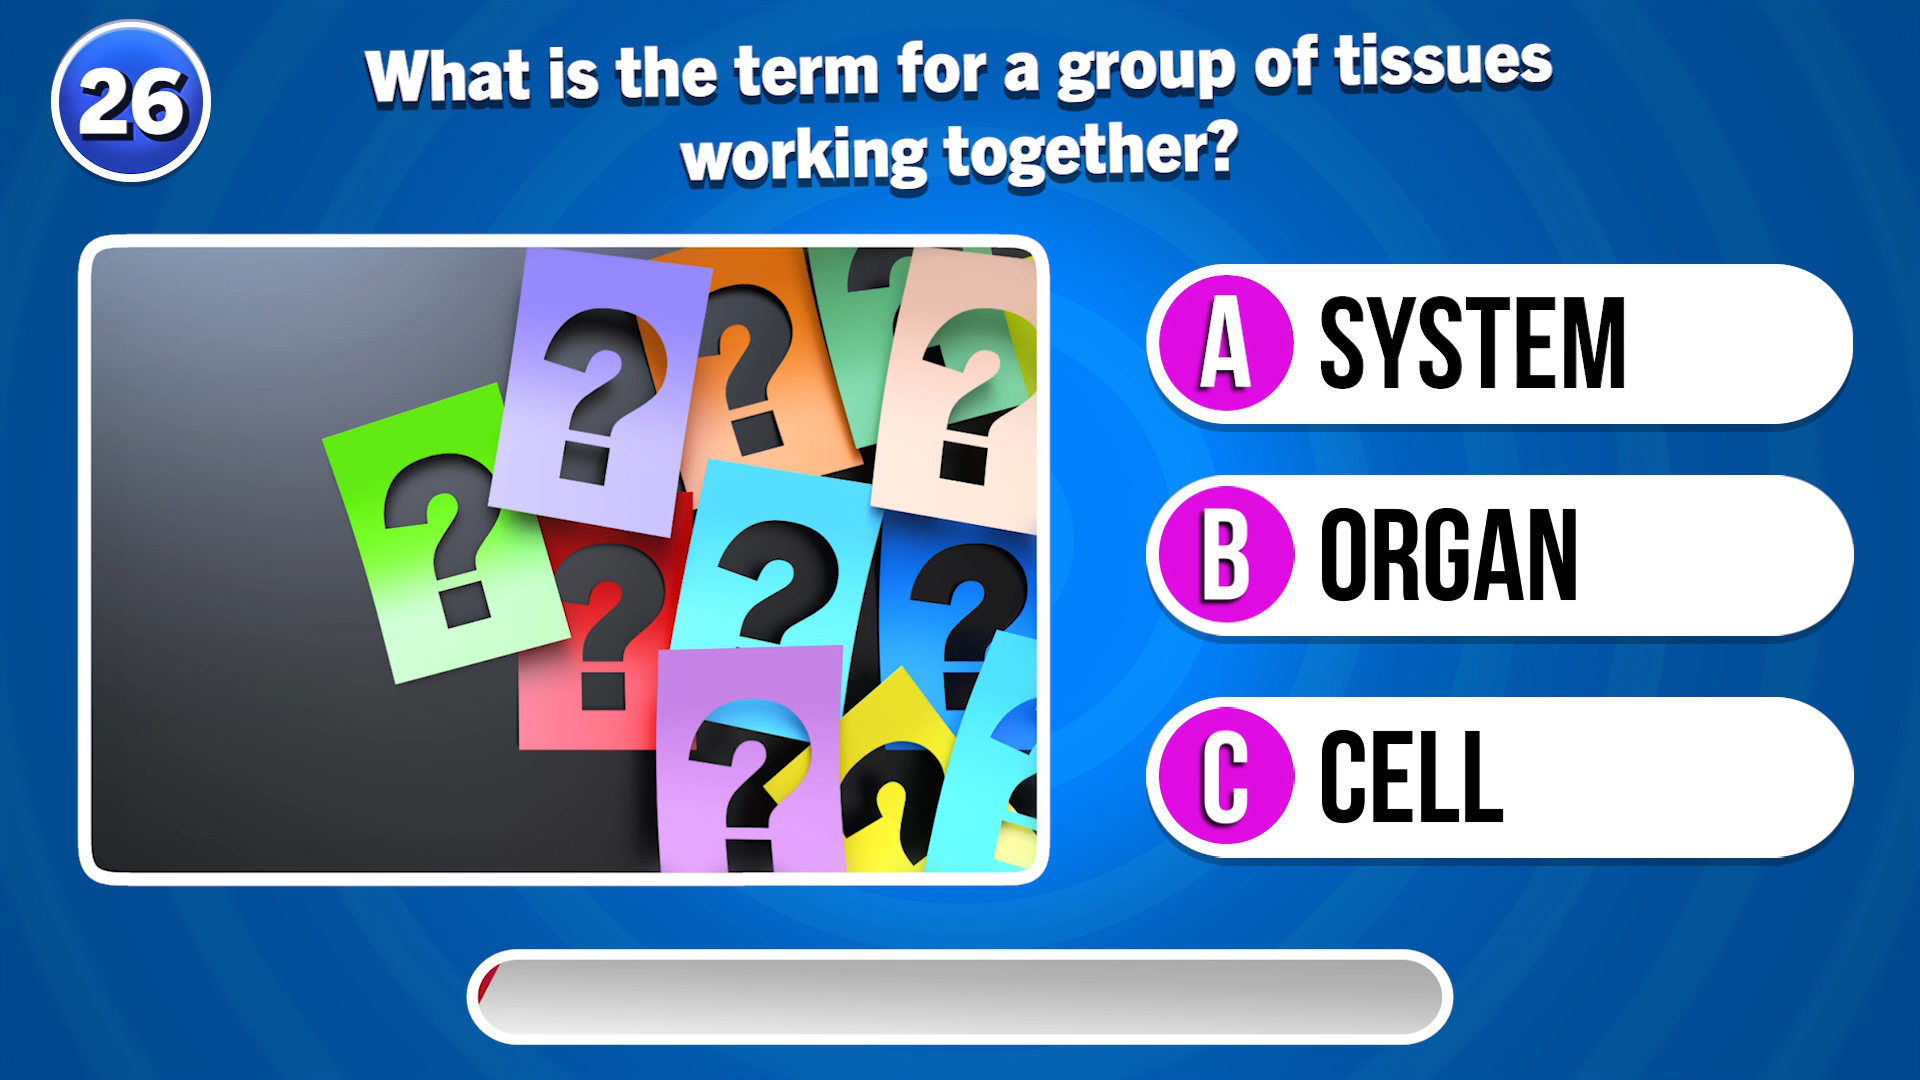 26
What is the term for a group of tissues
working together?
A SYSTEM
B ORGAN
C CELL
? ? ? ? ? ? ? ? ? ? ?